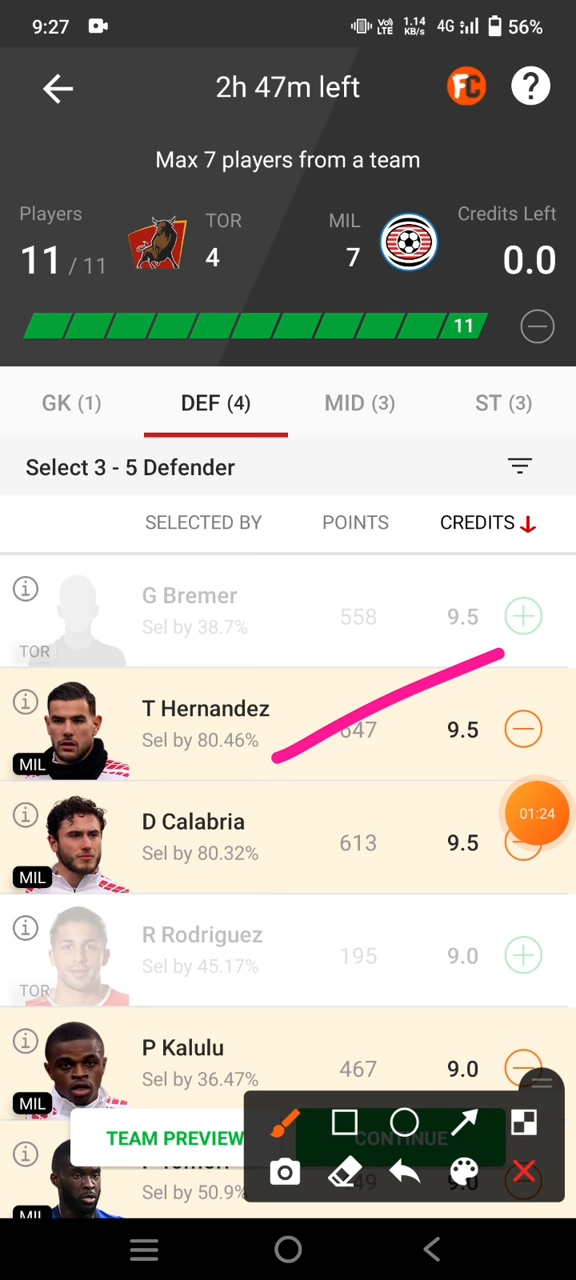 9:27 Vo) LTE 1.14 KB/s 4G 56%
2h 47m left FC ?
Max 7 players from a team
Players TOR MIL Credits Left
11 / 11 4 7 0.0
11
GK (1) DEF (4) MID (3) ST (3)
Select 3 - 5 Defender
SELECTED BY POINTS CREDITS
G Bremer
Sel by 38.7% 558 9.5
TOR
T Hernandez
Sel by 80.46% 647 9.5
MIL
01:24
D Calabria
Sel by 80.32% 613 9.5
MIL
R Rodriguez
Sel by 45.17% 195 9.0
TOR
P Kalulu
Sel by 36.47% 467 9.0
MIL
TEAM PREVIEW CONTINUE
Sel by 50.9% 9.0
MIL